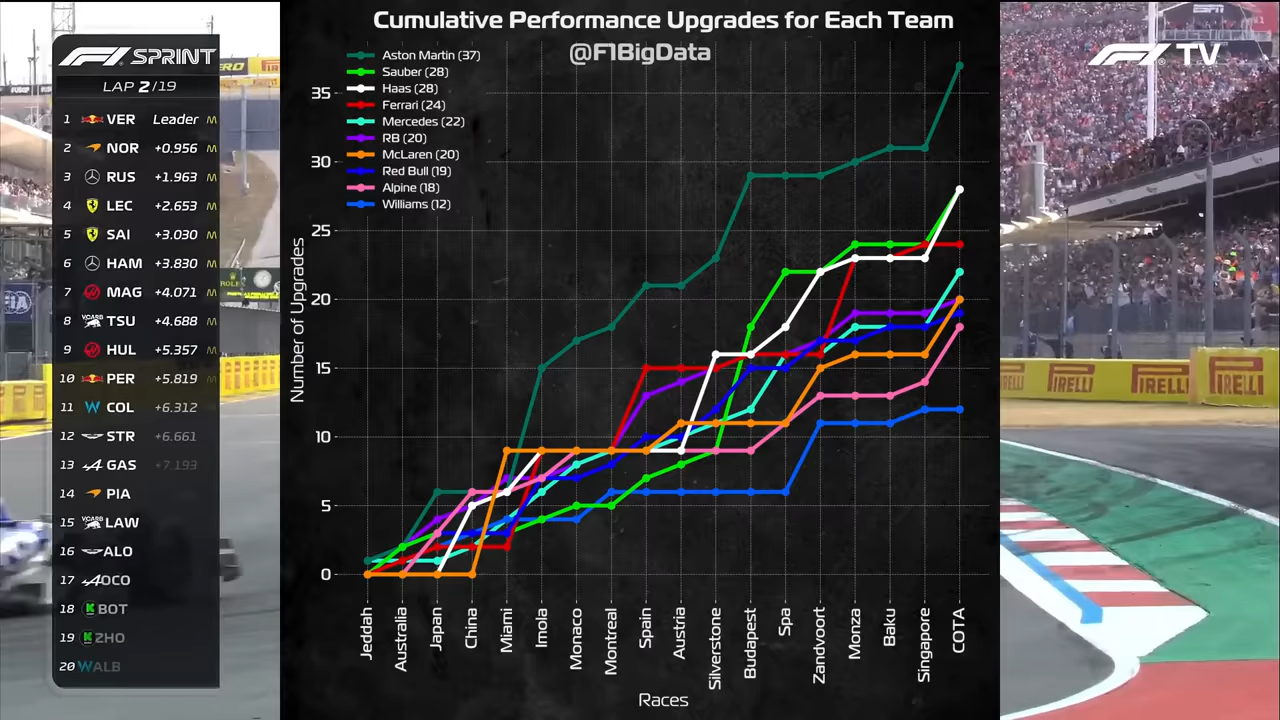 F1 SPRINT
LAP 2/19
1 VER Leader M
2 NOR +0.956 M
3 RUS +1.963 M
4 LEC +2.653 M
5 SAI +3.030 M
6 HAM +3.830 M
7 MAG +4.071 M
8 VCARB TSU +4.688 M
9 HUL +5.357 M
10 PER +5.819 M
11 W COL +6.312
12 STR +6.661
13 GAS +7.193
14 PIA
15 VCARB LAW
16 ALO
17 OCO
18 K BOT
19 K ZHO
20 W ALB
Cumulative Performance Upgrades for Each Team
@F1BigData
Aston Martin (37)
Sauber (28)
Haas (28)
Ferrari (24)
Mercedes (22)
RB (20)
McLaren (20)
Red Bull (19)
Alpine (18)
Williams (12)
Number of Upgrades
35
30
25
20
15
10
5
0
Jeddah
Australia
Japan
China
Miami
Imola
Monaco
Montreal
Spain
Austria
Silverstone
Budapest
Spa
Zandvoort
Monza
Baku
Singapore
COTA
Races
F1 TV
ESPN
FIA
ROLEX
PIRELLI
PIRELLI
PIRELLI